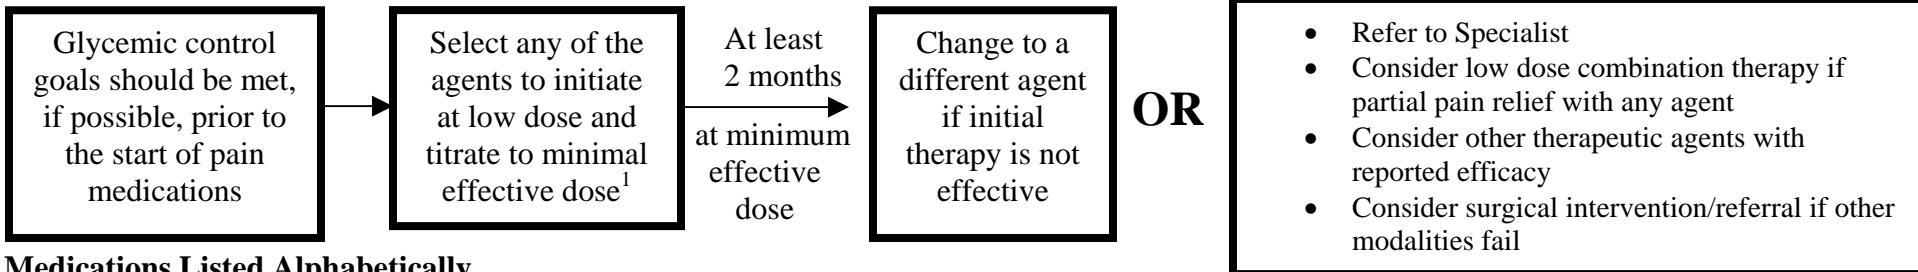 Glycemic control
goals should be met,
if possible, prior to
the start of pain
medications
Select any of the
agents to initiate
at low dose and
titrate to minimal
effective dose1
At least
2 months
at minimum
effective
dose
Change to a
different agent
if initial
therapy is not
effective
OR
• Refer to Specialist
• Consider low dose combination therapy if
partial pain relief with any agent
• Consider other therapeutic agents with
reported efficacy
• Consider surgical intervention/referral if other
modalities fail
Medications Listed Alphabetically